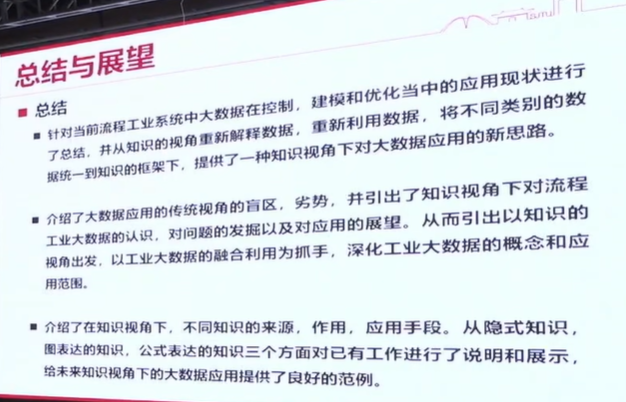 总结与展望
总结
针对当前流程工业系统中大数据在控制，建模和优化当中的应用现状进行
了总结，并从知识的视角重新解释数据，重新利用数据，将不同类别的数
据统一到知识的框架下，提供了一种知识视角下对大数据应用的新思路。
介绍了大数据应用的传统视角的盲区，劣势，并引出了知识视角下对流程
工业大数据的认识，对问题的发掘以及对应用的展望。从而引出以知识的
视角出发，以工业大数据的融合利用为抓手，深化工业大数据的概念和应
用范围。
介绍了在知识视角下，不同知识的来源，作用，应用手段。从隐式知识，
图表达的知识，公式表达的知识三个方面对已有工作进行了说明和展示，
给未来知识视角下的大数据应用提供了良好的范例。